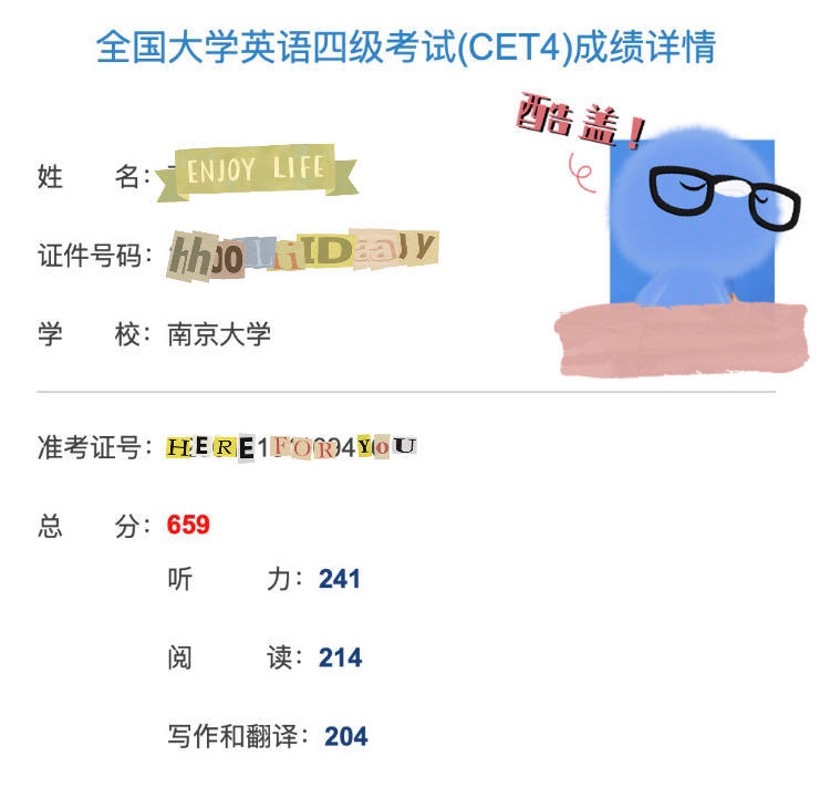 全国大学英语四级考试(CET4)成绩详情
酷盖！
姓 名： ENJOY LIFE
证件号码：
学 校：南京大学
准考证号： HERE FOR YoU
总 分：659
听 力：241
阅 读：214
写作和翻译：204